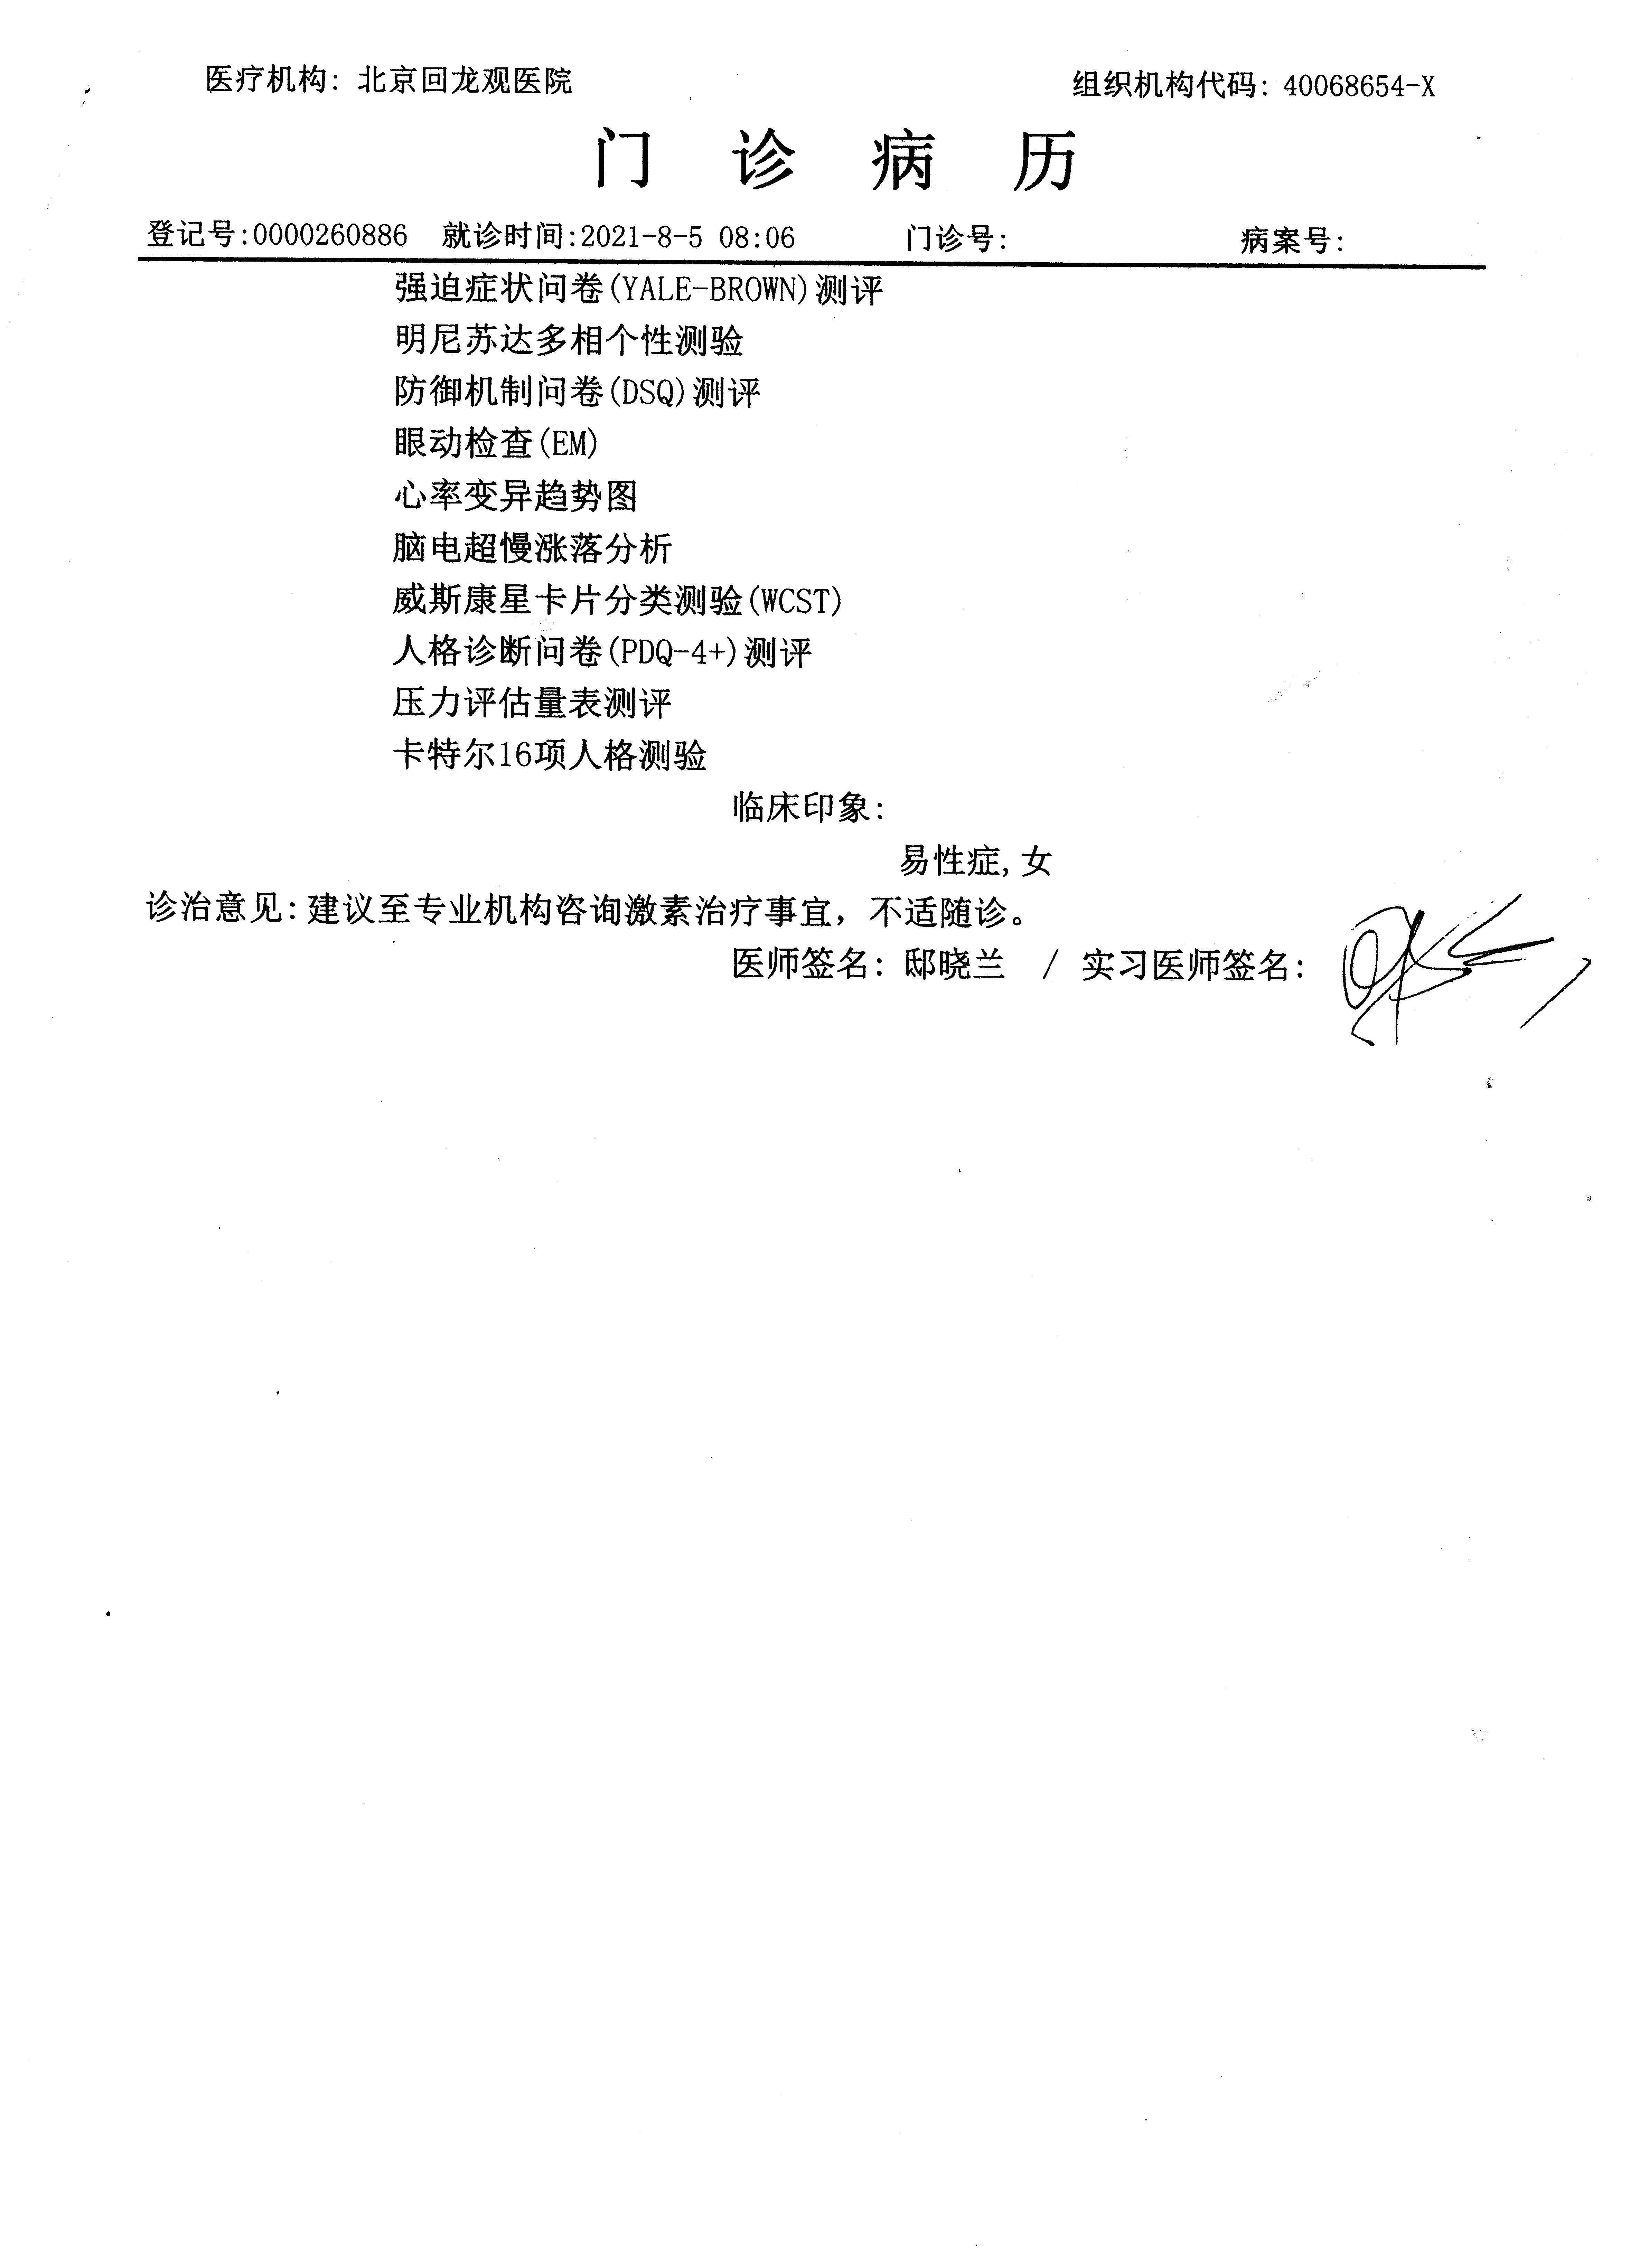 医疗机构: 北京回龙观医院 组织机构代码: 40068654-X
门 诊 病 历
登记号:0000260886 就诊时间:2021-8-5 08:06 门诊号: 病案号:
强迫症状问卷(YALE-BROWN)测评
明尼苏达多相个性测验
防御机制问卷(DSQ)测评
眼动检查(EM)
心率变异趋势图
脑电超慢涨落分析
威斯康星卡片分类测验(WCST)
人格诊断问卷(PDQ-4+)测评
压力评估量表测评
卡特尔16项人格测验
临床印象:
易性症,女
诊治意见:建议至专业机构咨询激素治疗事宜，不适随诊。
医师签名: 邸晓兰 / 实习医师签名: